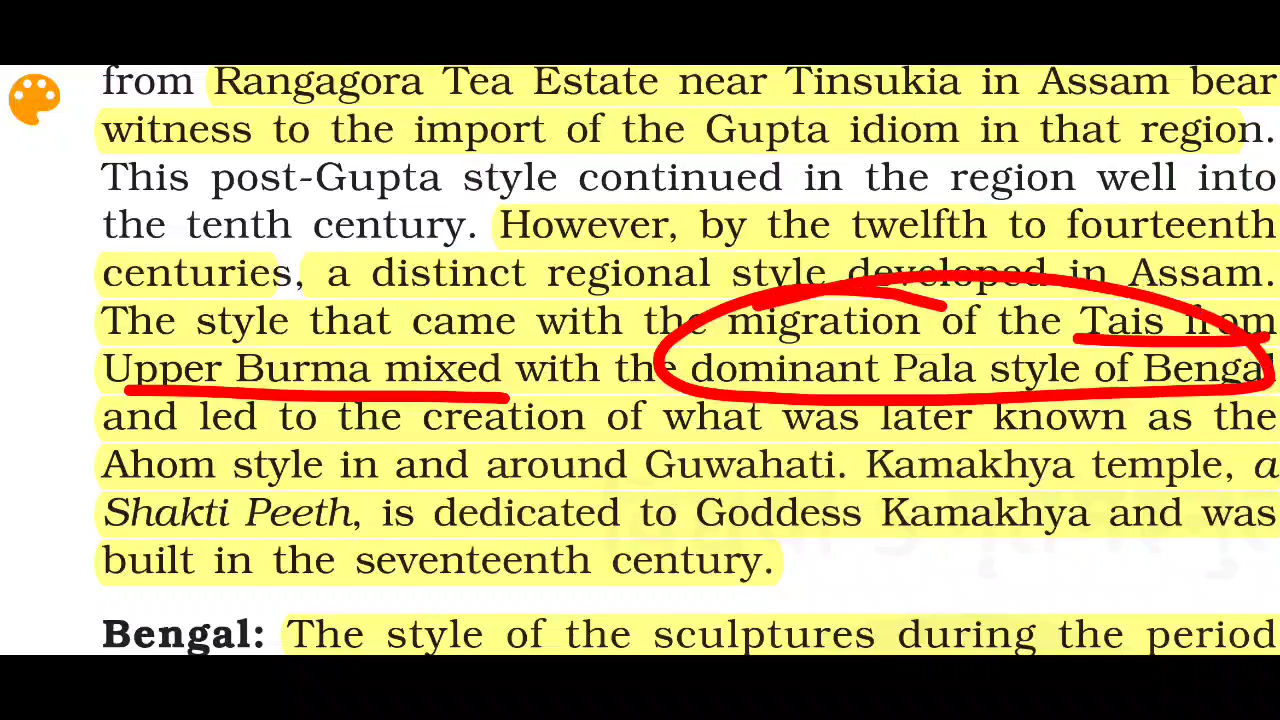 from Rangagora Tea Estate near Tinsukia in Assam bear
witness to the import of the Gupta idiom in that region.
This post-Gupta style continued in the region well into
the tenth century. However, by the twelfth to fourteenth
centuries, a distinct regional style developed in Assam.
The style that came with the migration of the Tais from
Upper Burma mixed with the dominant Pala style of Bengal
and led to the creation of what was later known as the
Ahom style in and around Guwahati. Kamakhya temple, a
Shakti Peeth, is dedicated to Goddess Kamakhya and was
built in the seventeenth century.
Bengal: The style of the sculptures during the period